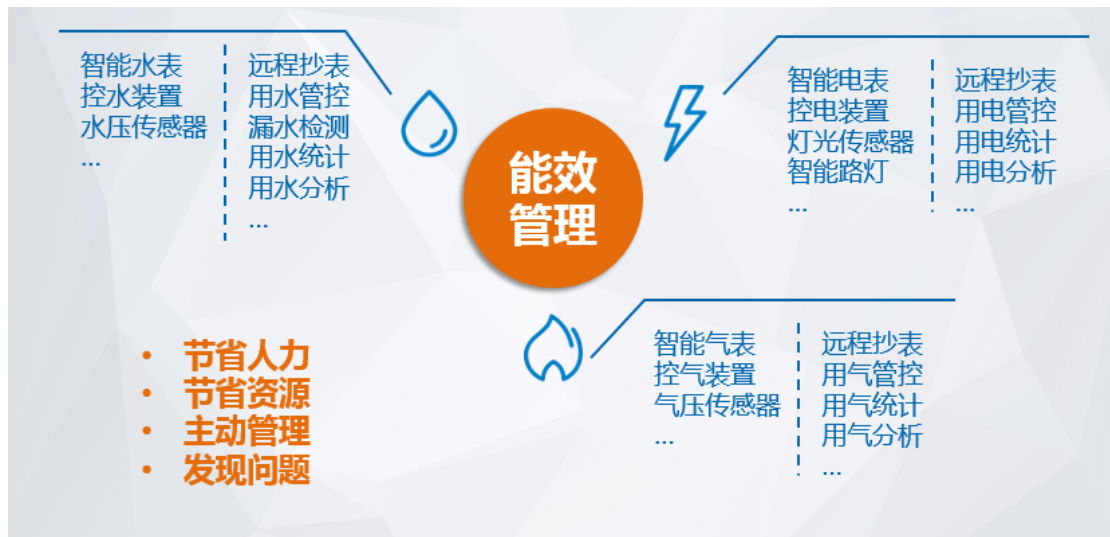 智能水表
控水装置
水压传感器
...
远程抄表
用水管控
漏水检测
用水统计
用水分析
...
能效
管理
智能电表
控电装置
灯光传感器
智能路灯
...
远程抄表
用电管控
用电统计
用电分析
...
智能气表
控气装置
气压传感器
...
远程抄表
用气管控
用气统计
用气分析
...
• 节省人力
• 节省资源
• 主动管理
• 发现问题